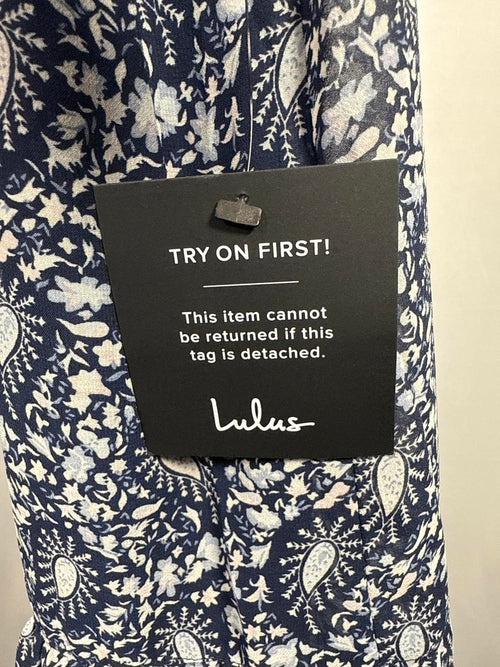 TRY ON FIRST!
This item cannot
be returned if this
tag is detached.
Lulus